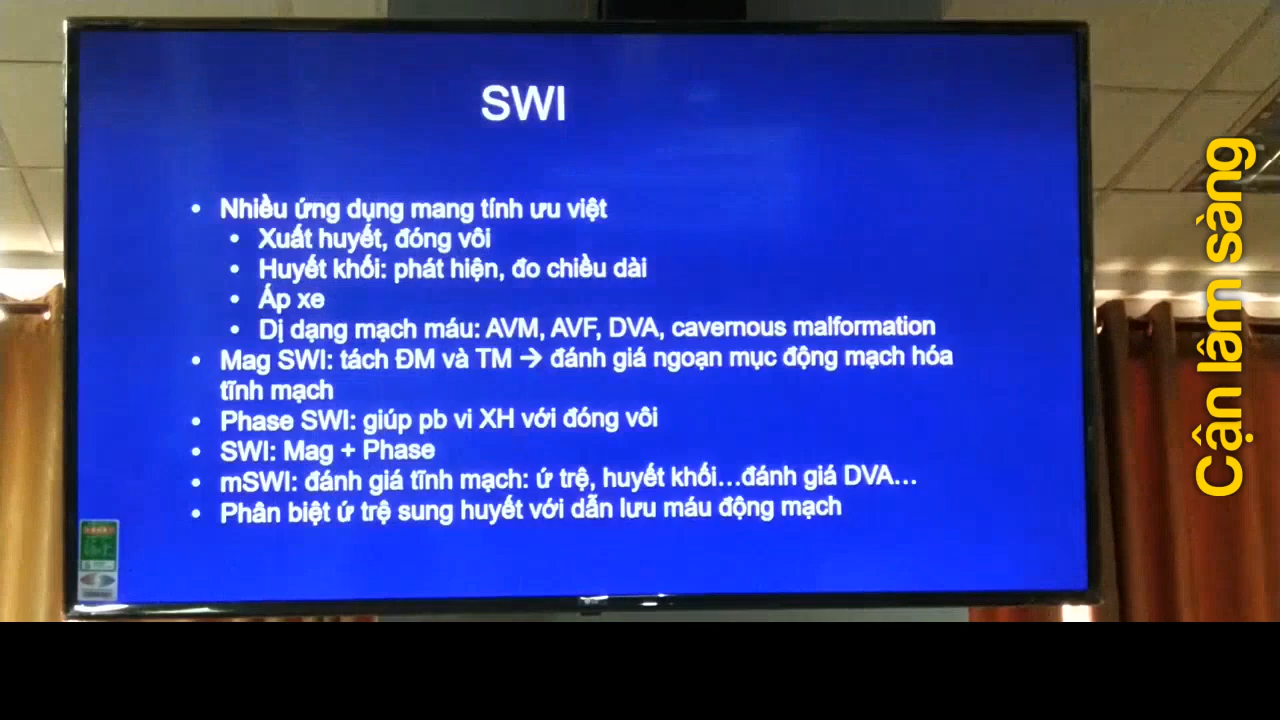 SWI
• Nhiều ứng dụng mang tính ưu việt
• Xuất huyết, đóng vôi
• Huyết khối: phát hiện, đo chiều dài
• Áp xe
• Dị dạng mạch máu: AVM, AVF, DVA, cavernous malformation
• Mag SWI: tách ĐM và TM → đánh giá ngoạn mục động mạch hóa
tĩnh mạch
• Phase SWI: giúp pb vi XH với đóng vôi
• SWI: Mag + Phase
• mSWI: đánh giá tĩnh mạch: ứ trệ, huyết khối…đánh giá DVA…
• Phân biệt ứ trệ sung huyết với dẫn lưu máu động mạch
Cận lâm sàng